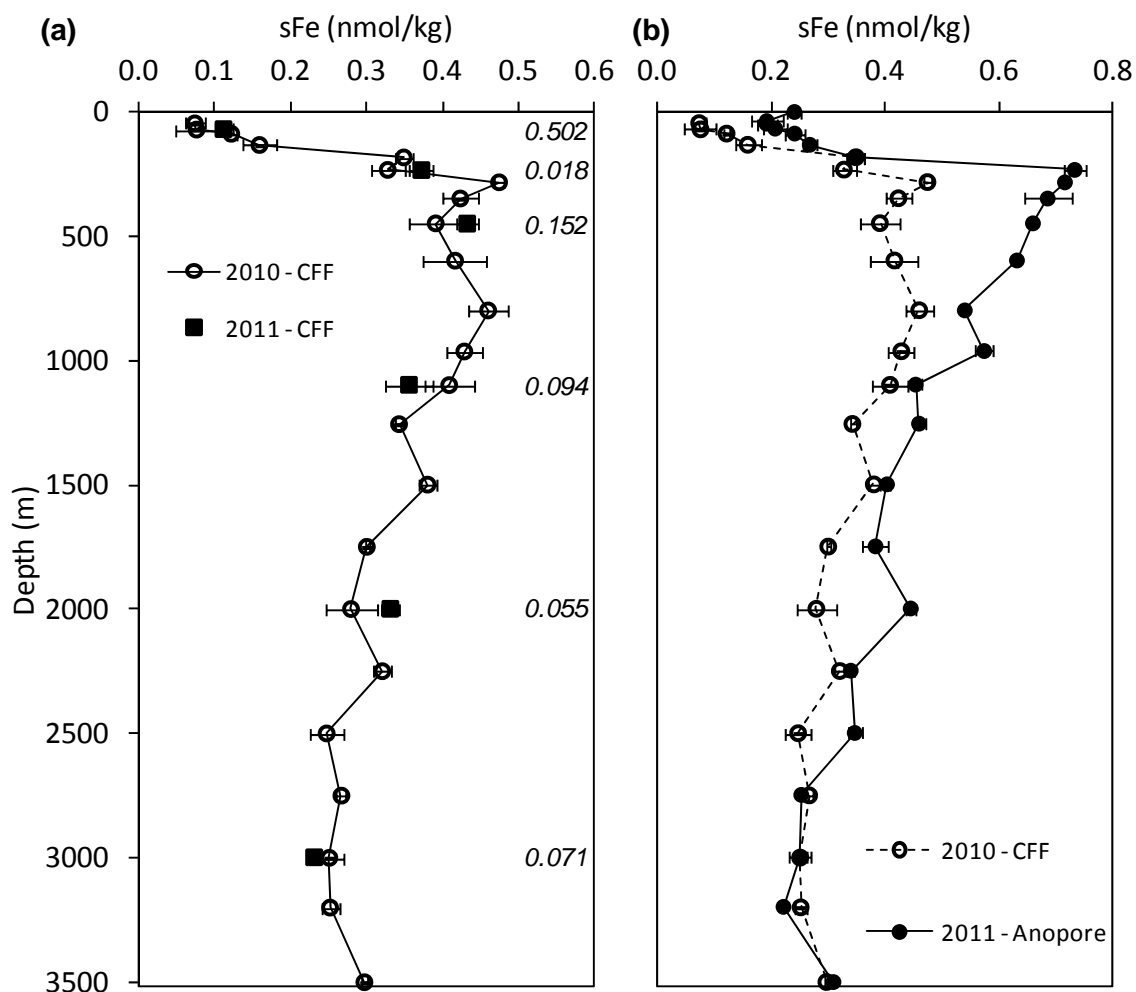 (a)
sFe (nmol/kg)
0.0 0.1 0.2 0.3 0.4 0.5 0.6
0
500
1000
1500
2000
2500
3000
3500
Depth (m)
2010 - CFF
2011 - CFF
0.502
0.018
0.152
0.094
0.055
0.071
(b)
sFe (nmol/kg)
0.0 0.2 0.4 0.6 0.8
2010 - CFF
2011 - Anopore